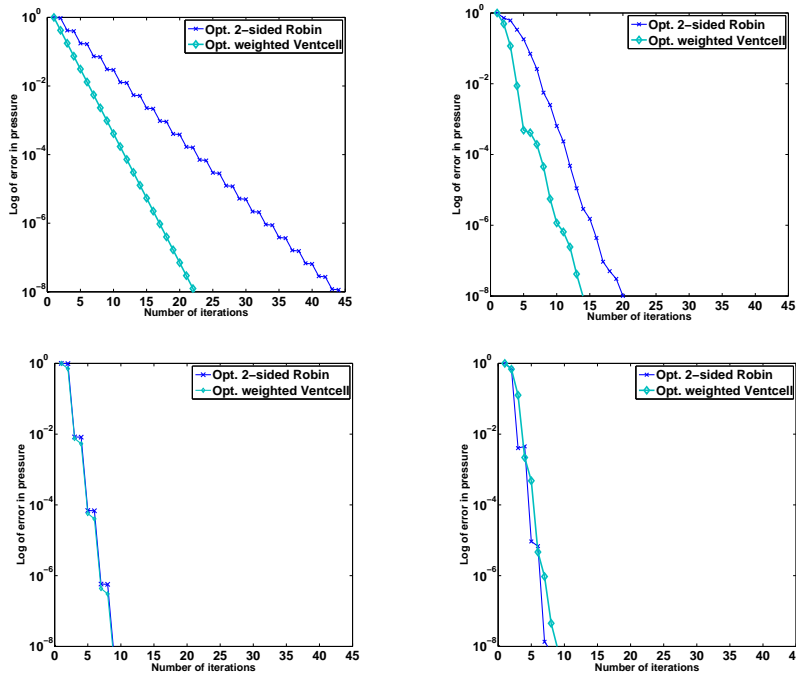 Opt. 2−sided Robin
Opt. weighted Ventcell
Log of error in pressure
10^0
10^−2
10^−4
10^−6
10^−8
0 5 10 15 20 25 30 35 40 45
Number of iterations
Opt. 2−sided Robin
Opt. weighted Ventcell
Log of error in pressure
10^0
10^−2
10^−4
10^−6
10^−8
0 5 10 15 20 25 30 35 40 45
Number of iterations
Opt. 2−sided Robin
Opt. weighted Ventcell
Log of error in pressure
10^0
10^−2
10^−4
10^−6
10^−8
0 5 10 15 20 25 30 35 40 45
Number of iterations
Opt. 2−sided Robin
Opt. weighted Ventcell
Log of error in pressure
10^0
10^−2
10^−4
10^−6
10^−8
0 5 10 15 20 25 30 35 40 4
Number of iterations